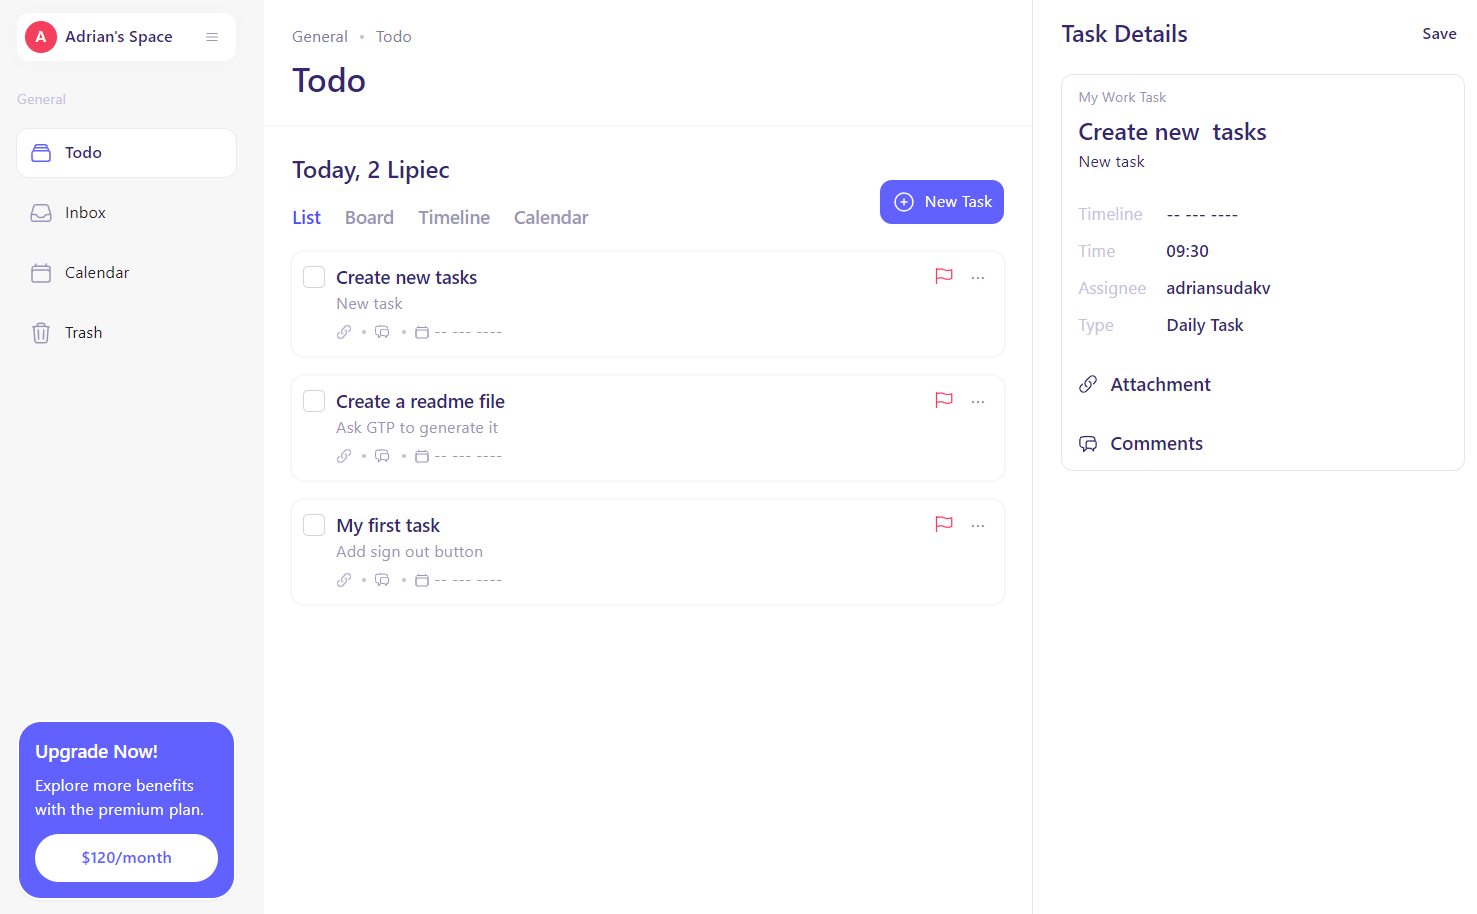 A Adrian's Space
General
Todo
Inbox
Calendar
Trash
Upgrade Now!
Explore more benefits
with the premium plan.
$120/month
General • Todo
Todo
Today, 2 Lipiec
List Board Timeline Calendar
New Task
Create new tasks
New task
-- --- ----
Create a readme file
Ask GTP to generate it
-- --- ----
My first task
Add sign out button
-- --- ----
Task Details
Save
My Work Task
Create new  tasks
New task
Timeline -- --- ----
Time 09:30
Assignee adriansudakv
Type Daily Task
Attachment
Comments